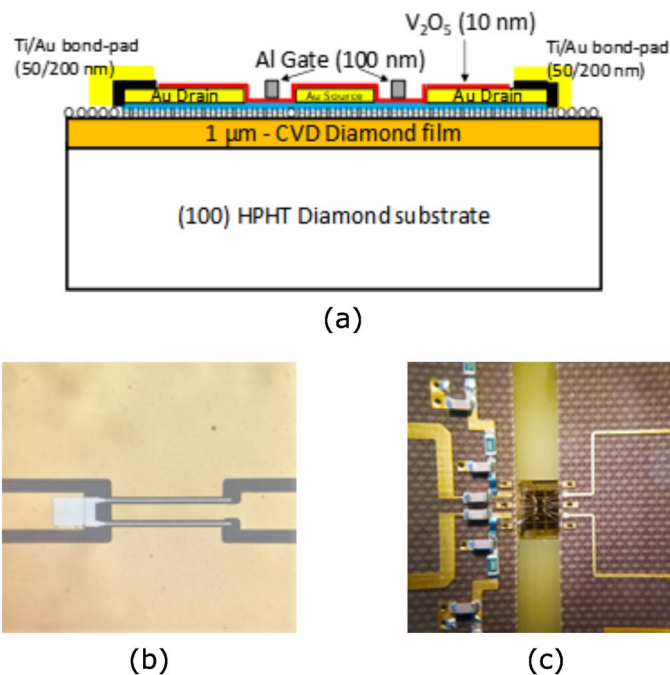 V₂O₅ (10 nm)
Ti/Au bond-pad
(50/200 nm)
Al Gate (100 nm)
Ti/Au bond-pad
(50/200 nm)
Au Drain
Au Source
Au Drain
1 µm - CVD Diamond film
(100) HPHT Diamond substrate
(a)
(b)
(c)